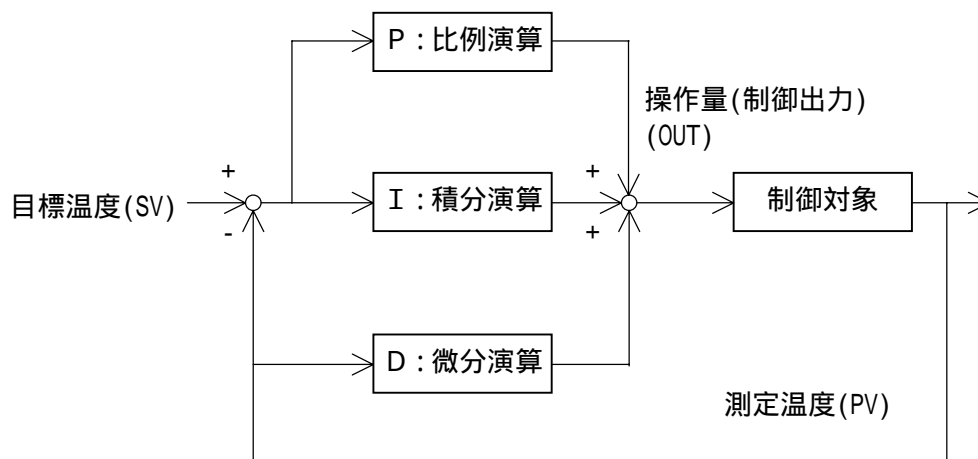 P:比例演算
操作量(制御出力)
(OUT)
+
+
目標温度(SV)
I:積分演算
制御対象
-
+
D:微分演算
測定温度(PV)